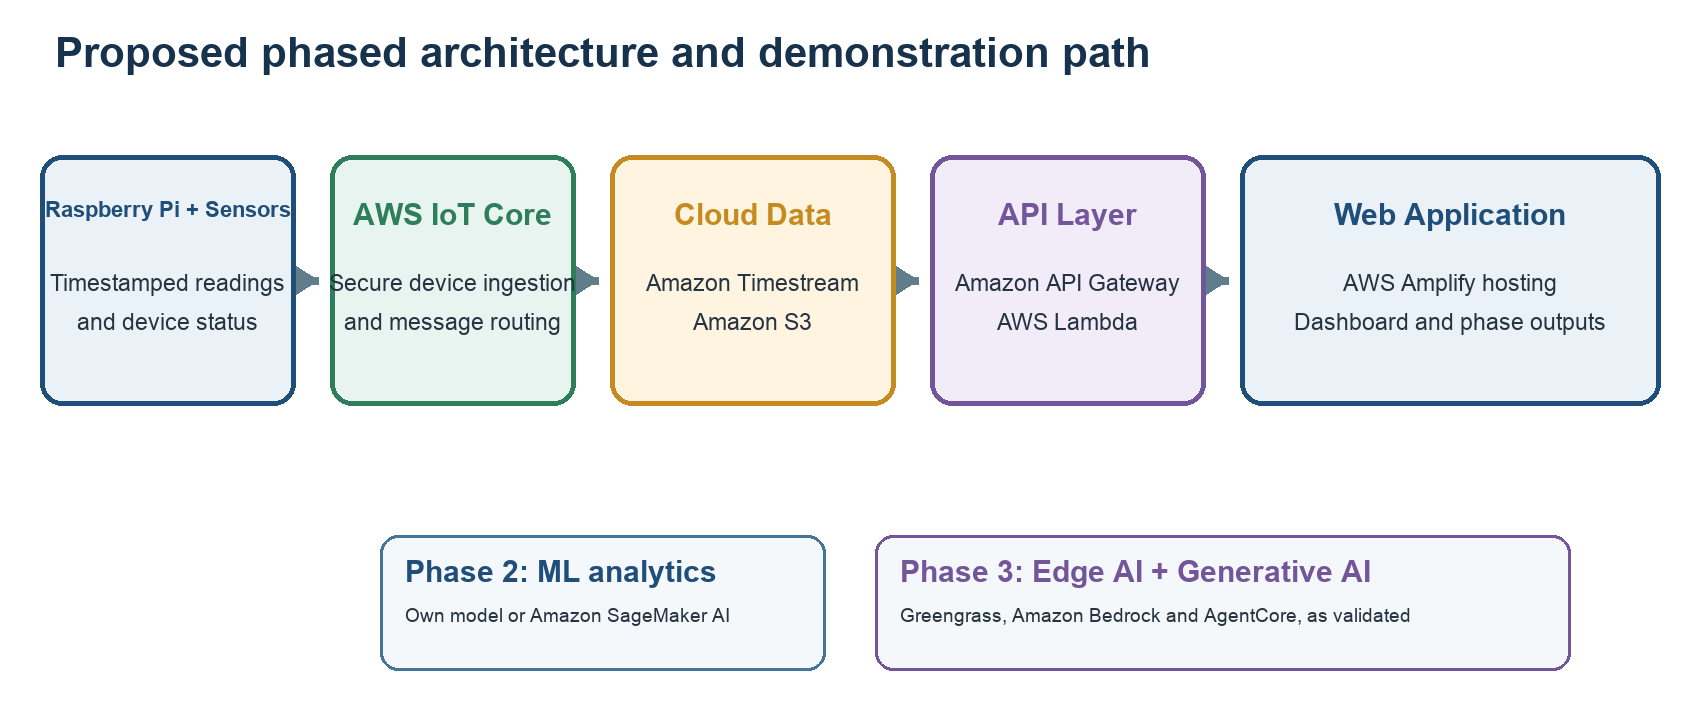 Proposed phased architecture and demonstration path
Raspberry Pi + Sensors
Timestamped readings
and device status
AWS IoT Core
Secure device ingestion
and message routing
Cloud Data
Amazon Timestream
Amazon S3
API Layer
Amazon API Gateway
AWS Lambda
Web Application
AWS Amplify hosting
Dashboard and phase outputs
Phase 2: ML analytics
Own model or Amazon SageMaker AI
Phase 3: Edge AI + Generative AI
Greengrass, Amazon Bedrock and AgentCore, as validated